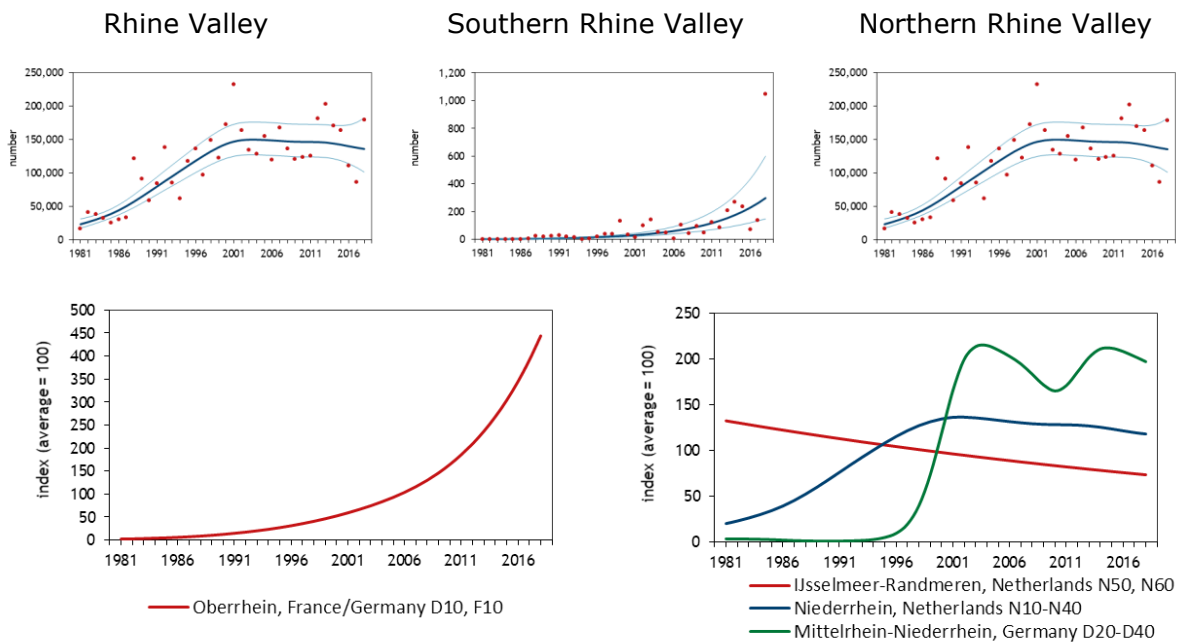 Rhine Valley
Southern Rhine Valley
Northern Rhine Valley
number
250,000
200,000
150,000
100,000
50,000
0
1981 1986 1991 1996 2001 2006 2011 2016
number
1,200
1,000
800
600
400
200
0
1981 1986 1991 1996 2001 2006 2011 2016
number
250,000
200,000
150,000
100,000
50,000
0
1981 1986 1991 1996 2001 2006 2011 2016
index (average = 100)
500
450
400
350
300
250
200
150
100
50
0
1981 1986 1991 1996 2001 2006 2011 2016
Oberrhein, France/Germany D10, F10
index (average = 100)
250
200
150
100
50
0
1981 1986 1991 1996 2001 2006 2011 2016
IJsselmeer-Randmeren, Netherlands N50, N60
Niederrhein, Netherlands N10-N40
Mittelrhein-Niederrhein, Germany D20-D40